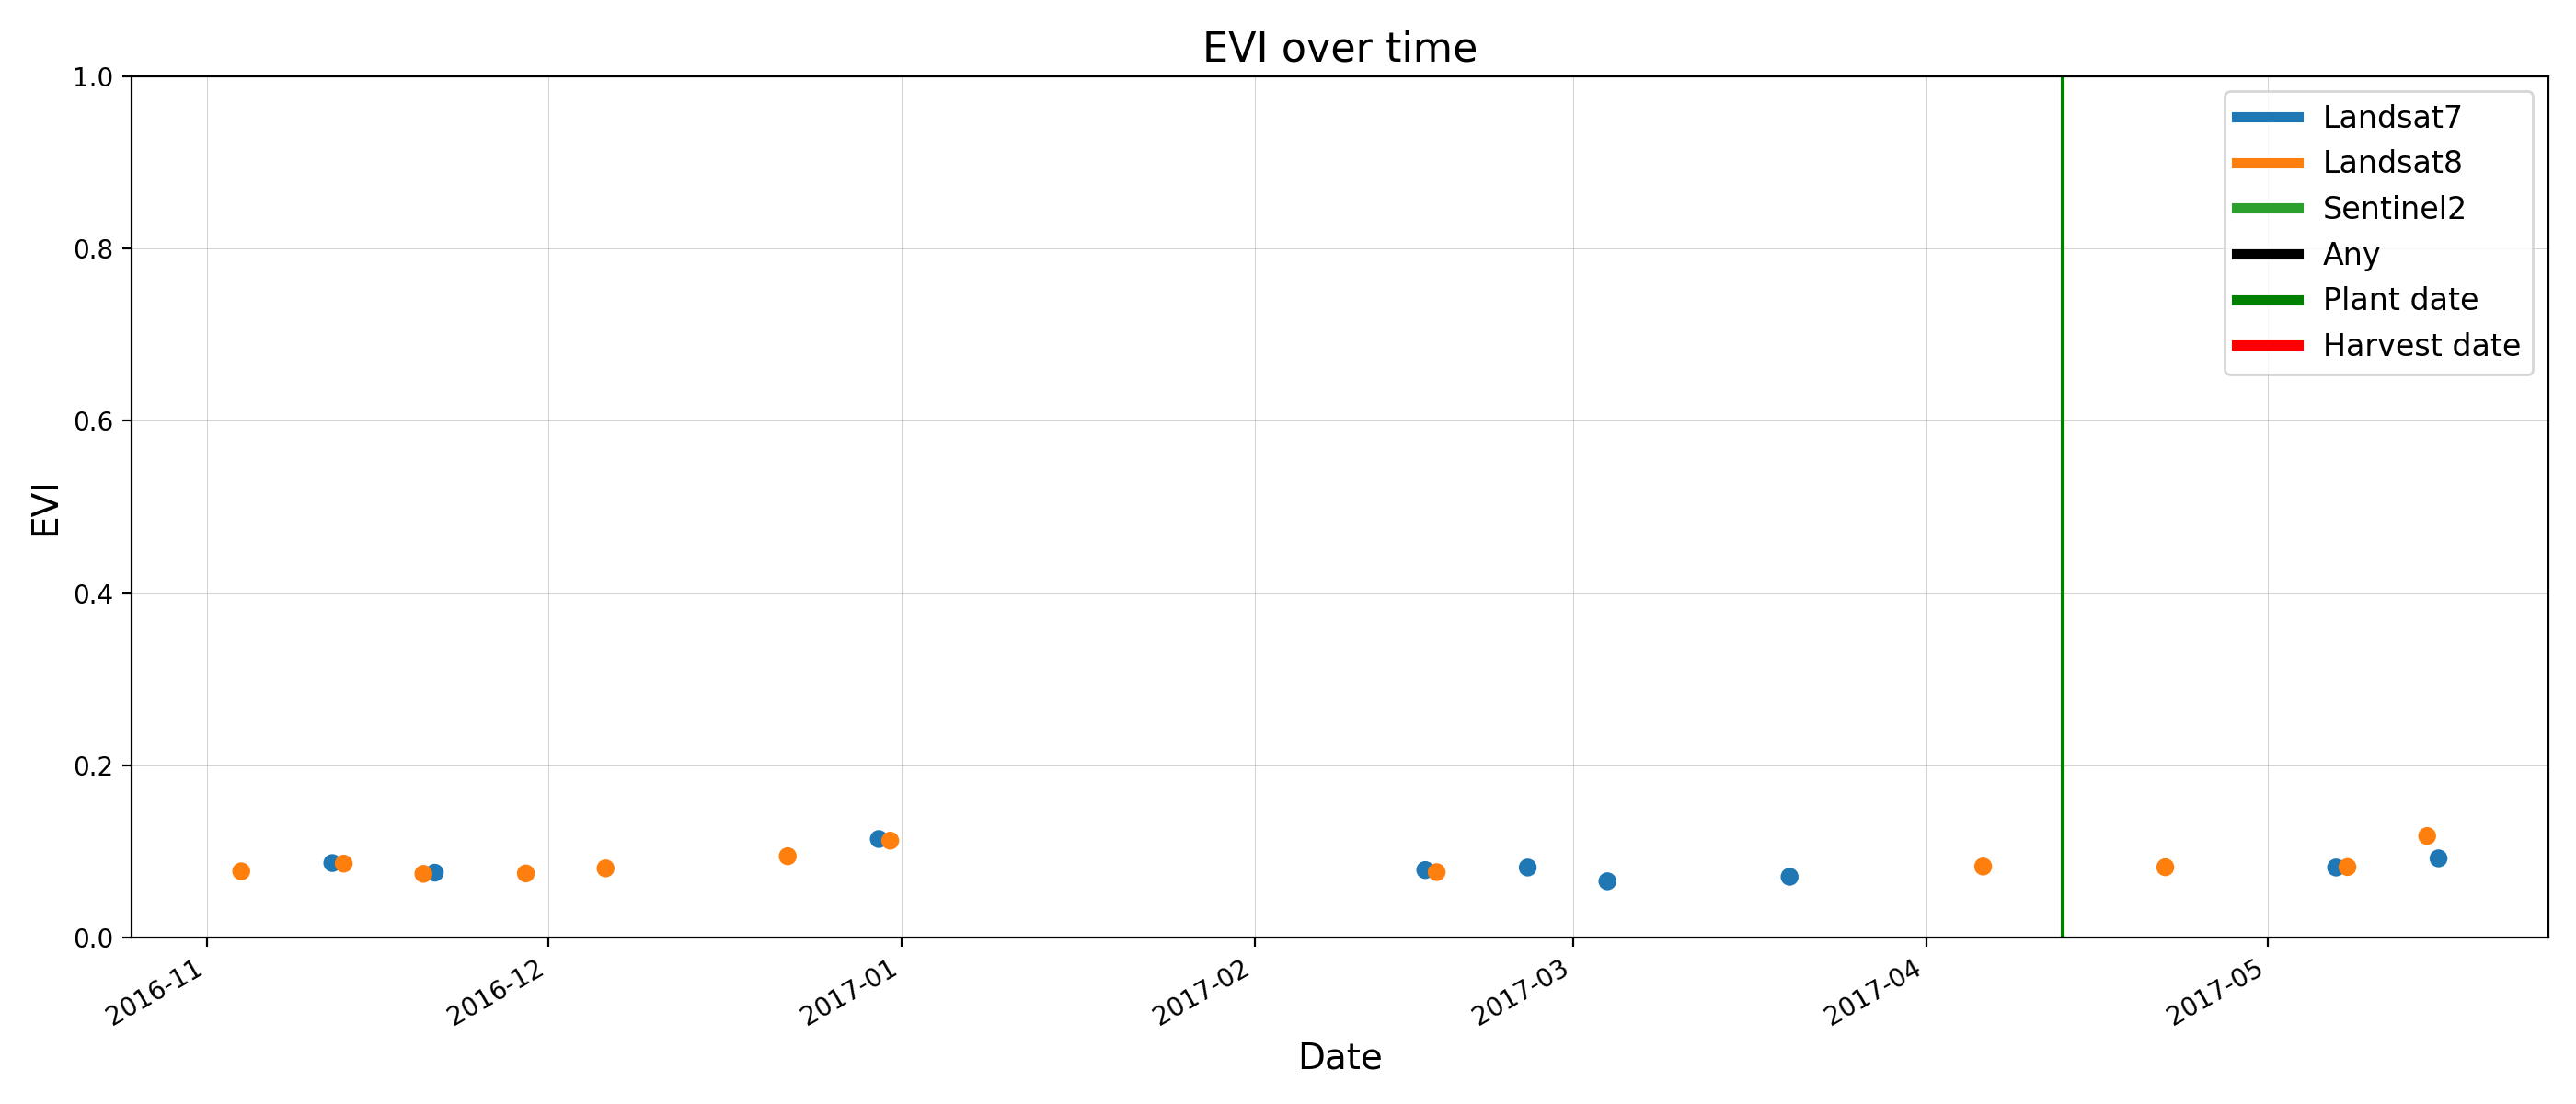 EVI over time
1.0
0.8
0.6
0.4
0.2
0.0
EVI
Landsat7
Landsat8
Sentinel2
Any
Plant date
Harvest date
2016-11
2016-12
2017-01
2017-02
2017-03
2017-04
2017-05
Date